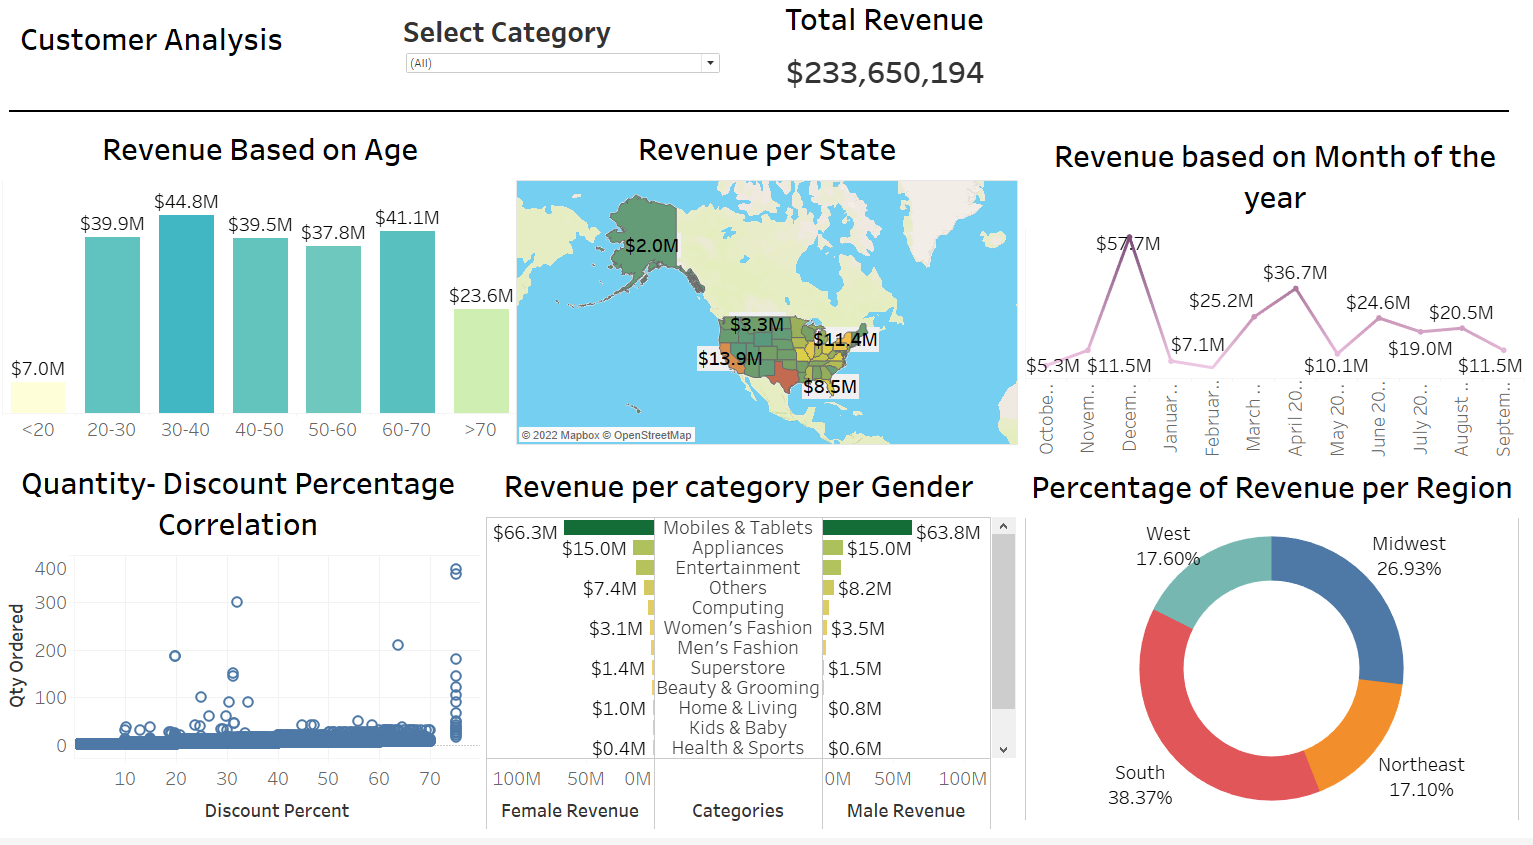 Customer Analysis
Select Category
(All)
Total Revenue
$233,650,194
Revenue Based on Age
$7.0M
$39.9M
$44.8M
$39.5M
$37.8M
$41.1M
$23.6M
<20
20-30
30-40
40-50
50-60
60-70
>70
Revenue per State
$2.0M
$3.3M
$11.4M
$13.9M
$8.5M
© 2022 Mapbox © OpenStreetMap
Revenue based on Month of the
year
$5.3M
$11.5M
$57.7M
$7.1M
$25.2M
$36.7M
$10.1M
$24.6M
$19.0M
$20.5M
$11.5M
Octobe..
Novem..
Decem..
Januar..
Februar..
March ..
April 20..
May 20..
June 20..
July 20..
August ..
Septem..
Quantity- Discount Percentage
Correlation
Qty Ordered
400
300
200
100
0
10
20
30
40
50
60
70
Discount Percent
Revenue per category per Gender
$66.3M Mobiles & Tablets $63.8M
$15.0M Appliances $15.0M
Entertainment
$7.4M Others $8.2M
Computing
$3.1M Women's Fashion $3.5M
Men's Fashion
$1.4M Superstore $1.5M
Beauty & Grooming
$1.0M Home & Living $0.8M
Kids & Baby
$0.4M Health & Sports $0.6M
100M 50M 0M 0M 50M 100M
Female Revenue Categories Male Revenue
Percentage of Revenue per Region
West
17.60%
Midwest
26.93%
South
38.37%
Northeast
17.10%